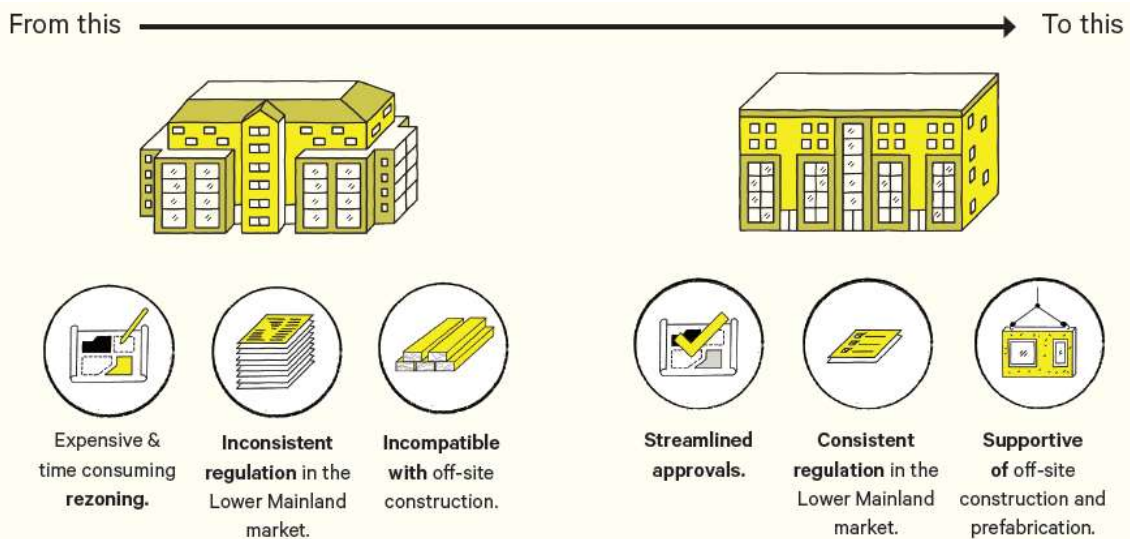 From this
To this
Expensive &
time consuming
rezoning.
Inconsistent
regulation in the
Lower Mainland
market.
Incompatible
with off-site
construction.
Streamlined
approvals.
Consistent
regulation in the
Lower Mainland
market.
Supportive
of off-site
construction and
prefabrication.